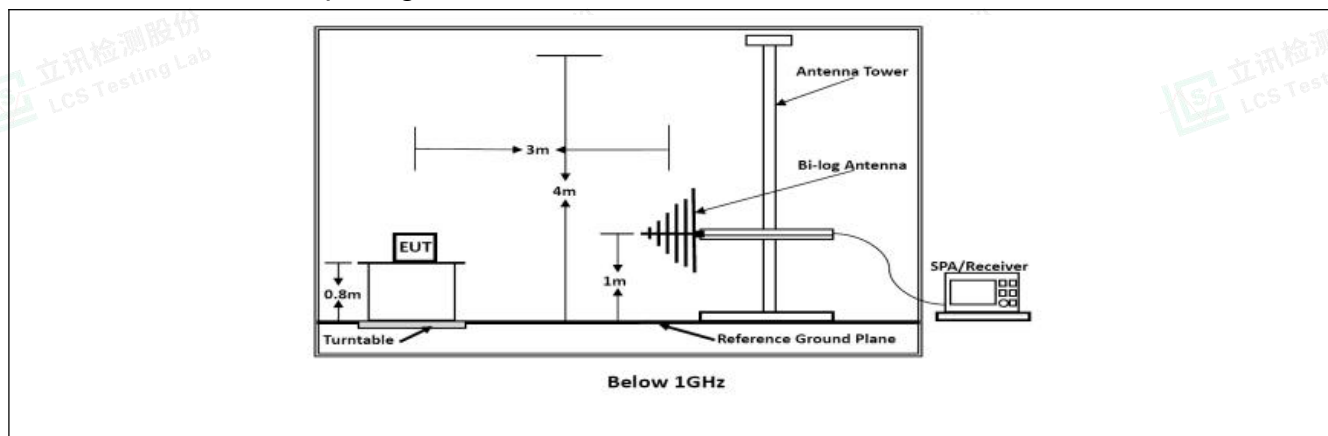 立讯检测股份
LCS Testing Lab
立讯检测
LCS Test
Antenna Tower
3m
Bi-log Antenna
4m
EUT
SPA/Receiver
1m
0.8m
Turntable
Reference Ground Plane
Below 1GHz